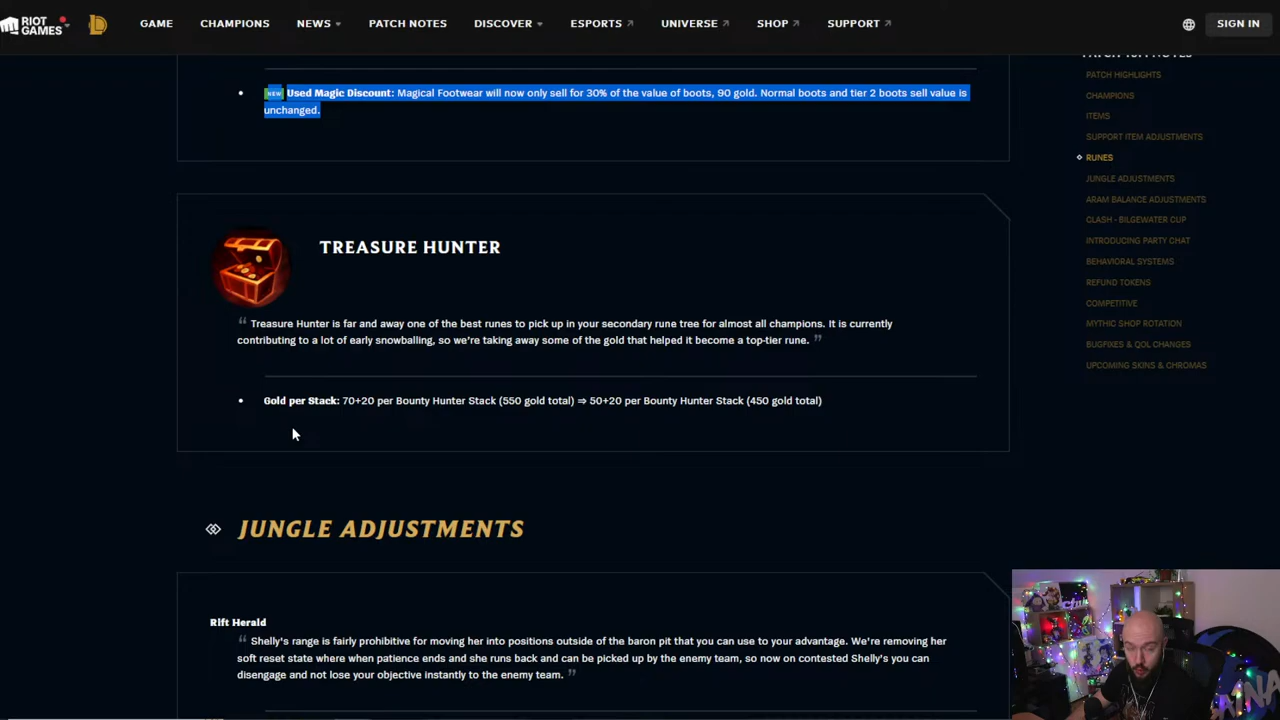 RIOT GAMES
GAME
CHAMPIONS
NEWS
PATCH NOTES
DISCOVER
ESPORTS
UNIVERSE
SHOP
SUPPORT
SIGN IN
NEW Used Magic Discount: Magical Footwear will now only sell for 30% of the value of boots, 90 gold. Normal boots and tier 2 boots sell value is
unchanged.
TREASURE HUNTER
" Treasure Hunter is far and away one of the best runes to pick up in your secondary rune tree for almost all champions. It is currently
contributing to a lot of early snowballing, so we're taking away some of the gold that helped it become a top-tier rune. "
Gold per Stack: 70+20 per Bounty Hunter Stack (550 gold total) ⇒ 50+20 per Bounty Hunter Stack (450 gold total)
JUNGLE ADJUSTMENTS
Rift Herald
" Shelly's range is fairly prohibitive for moving her into positions outside of the baron pit that you can use to your advantage. We're removing her
soft reset state where when patience ends and she runs back and can be picked up by the enemy team, so now on contested Shelly's you can
disengage and not lose your objective instantly to the enemy team. "
PATCH HIGHLIGHTS
CHAMPIONS
ITEMS
SUPPORT ITEM ADJUSTMENTS
RUNES
JUNGLE ADJUSTMENTS
ARAM BALANCE ADJUSTMENTS
CLASH - BILGEWATER CUP
INTRODUCING PARTY CHAT
BEHAVIORAL SYSTEMS
REFUND TOKENS
COMPETITIVE
MYTHIC SHOP ROTATION
BUGFIXES & QOL CHANGES
UPCOMING SKINS & CHROMAS